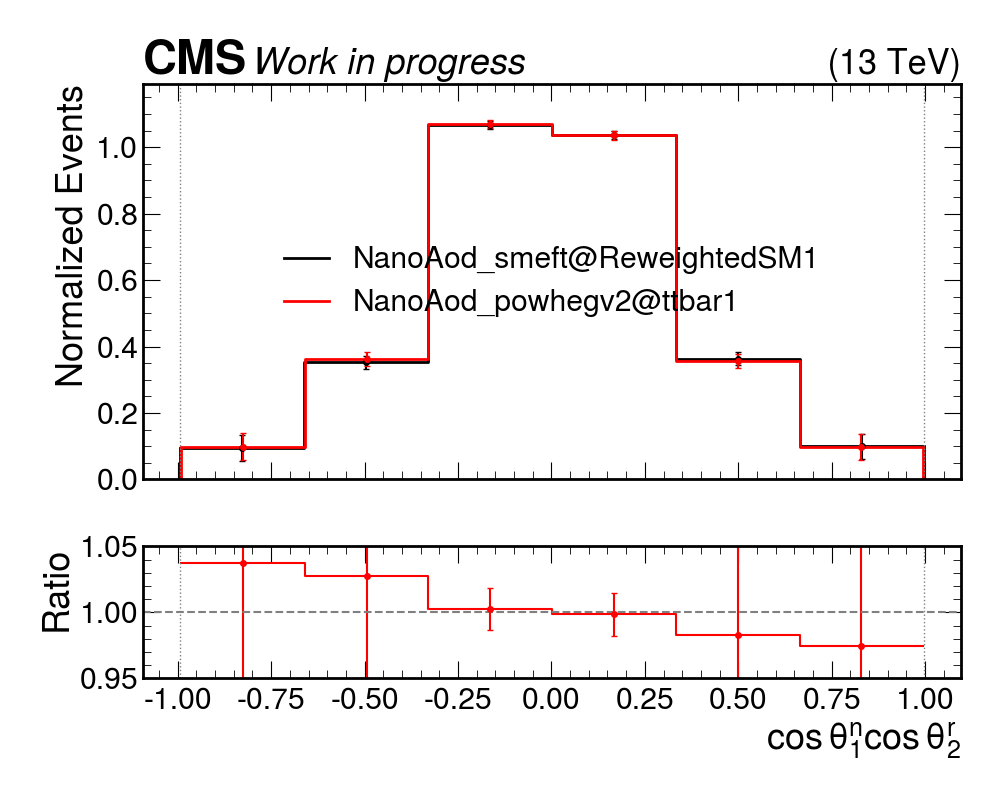 CMS Work in progress (13 TeV)
Normalized Events
1.0
0.8
0.6
0.4
0.2
0.0
NanoAod_smeft@ReweightedSM1
NanoAod_powhegv2@ttbar1
Ratio
1.05
1.00
0.95
-1.00 -0.75 -0.50 -0.25 0.00 0.25 0.50 0.75 1.00
cos θ₁ⁿcos θ₂ʳ